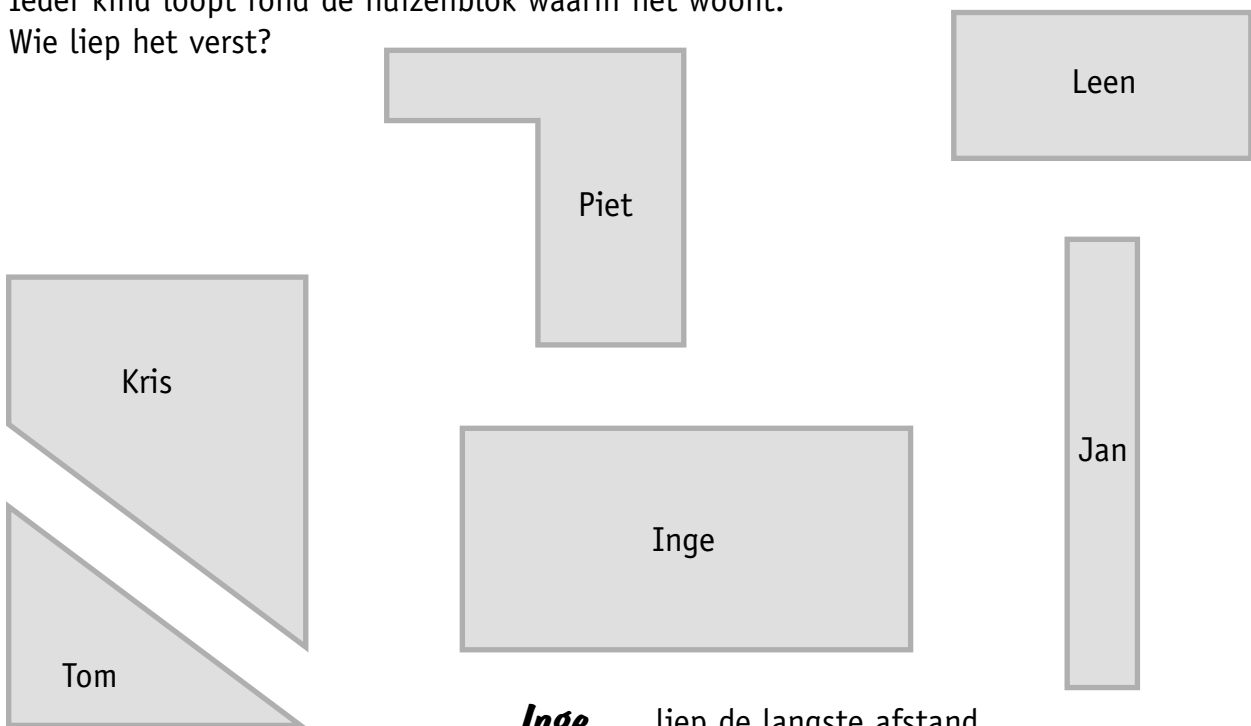 Ieder kind loopt rond de huizenblok waarin het woont.
Wie liep het verst?
Leen
Piet
Kris
Jan
Inge
Tom
Inge liep de langste afstand